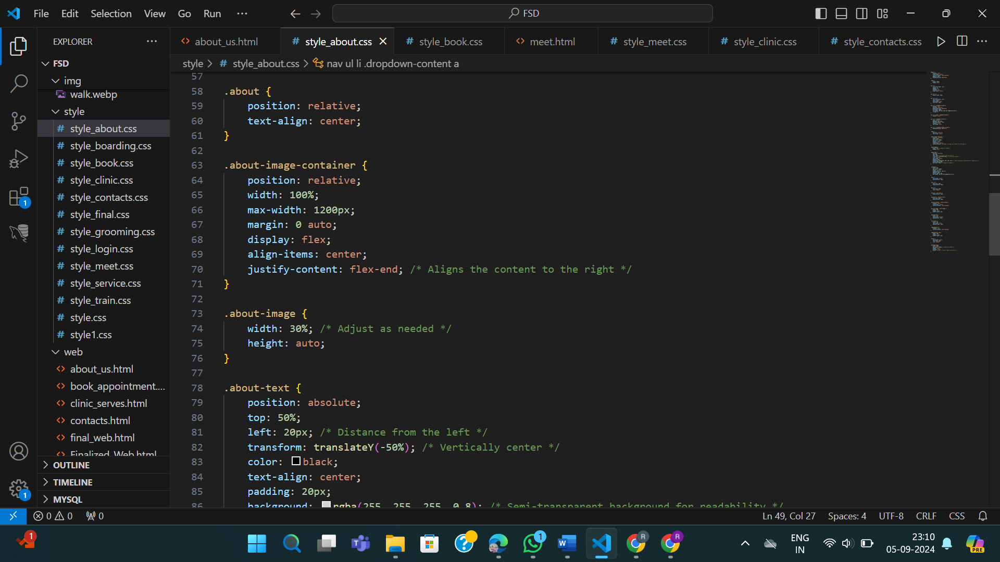 File Edit Selection View Go Run ···
FSD
EXPLORER ···
FSD
img
walk.webp
style
# style_about.css
# style_boarding.css
# style_book.css
# style_clinic.css
# style_contacts.css
# style_final.css
# style_grooming.css
# style_login.css
# style_meet.css
# style_service.css
# style_train.css
# style.css
# style1.css
web
<> about_us.html
<> book_appointment....
<> clinic_serves.html
<> contacts.html
<> final_web.html
<> Finalized_Web.html
OUTLINE
TIMELINE
MYSQL
1
1
<> about_us.html # style_about.css # style_book.css <> meet.html # style_meet.css # style_clinic.css # style_contacts.css ···
style > # style_about.css > nav ul li .dropdown-content a
57
58 .about {
59 position: relative;
60 text-align: center;
61 }
62
63 .about-image-container {
64 position: relative;
65 width: 100%;
66 max-width: 1200px;
67 margin: 0 auto;
68 display: flex;
69 align-items: center;
70 justify-content: flex-end; /* Aligns the content to the right */
71 }
72
73 .about-image {
74 width: 30%; /* Adjust as needed */
75 height: auto;
76 }
77
78 .about-text {
79 position: absolute;
80 top: 50%;
81 left: 20px; /* Distance from the left */
82 transform: translateY(-50%); /* Vertically center */
83 color: black;
84 text-align: center;
85 padding: 20px;
86 background: rgba(255, 255, 255, 0.8); /* Semi-transparent background for readability */
0 0 0
Ln 49, Col 27 Spaces: 4 UTF-8 CRLF CSS
1
T
?
1
W
R
R
ENG
IN
23:10
05-09-2024
PRE